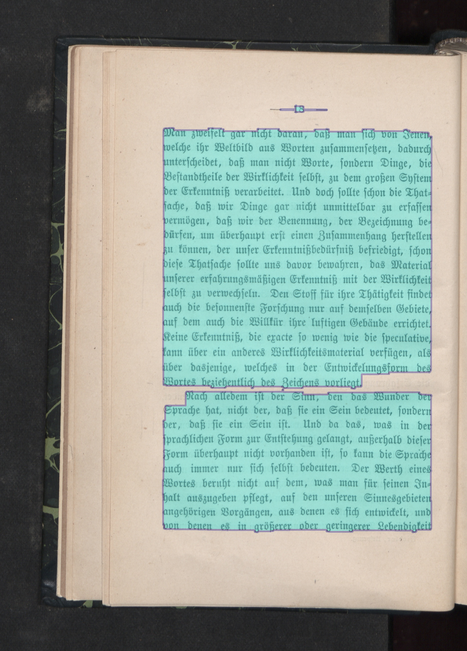 Man zweifelt gar nicht daran, daß man sich von Jenen,
welche ihr Weltbild aus Worten zusammensetzen, dadurch
unterscheidet, daß man nicht Worte, sondern Dinge, die
Bestandtheile der Wirklichkeit selbst, zu dem großen System
der Erkenntniß verarbeitet. Und doch sollte schon die That-
sache, daß wir Dinge gar nicht unmittelbar zu erfassen
vermögen, daß wir der Benennung, der Bezeichnung be-
dürfen, um überhaupt erst einen Zusammenhang herstellen
zu können, der unser Erkenntnißbedürfniß befriedigt, schon
diese Thatsache sollte uns davor bewahren, das Material
unserer erfahrungsmäßigen Erkenntniß mit der Wirklichkeit
selbst zu verwechseln. Den Stoff für ihre Thätigkeit findet
auch die besonnenste Forschung nur auf demselben Gebiete,
auf dem auch die Willkür ihre luftigen Gebäude errichtet.
Keine Erkenntniß, die exacte so wenig wie die speculative,
kann über ein anderes Wirklichkeitsmaterial verfügen, als
über dasjenige, welches in der Entwickelungsform des
Wortes beziehentlich des Zeichens vorliegt.
Nach alledem ist der Sinn, den das Wunder der
Sprache hat, nicht der, daß sie ein Sein bedeutet, sondern
der, daß sie ein Sein ist. Und da das, was in der
sprachlichen Form zur Entstehung gelangt, außerhalb dieser
Form überhaupt nicht vorhanden ist, so kann die Sprache
auch immer nur sich selbst bedeuten. Der Werth eines
Wortes beruht nicht auf dem, was man für seinen In-
halt auszugeben pflegt, auf den unseren Sinnesgebieten
angehörigen Vorgängen, aus denen es sich entwickelt, und
von denen es in größerer oder geringerer Lebendigkeit